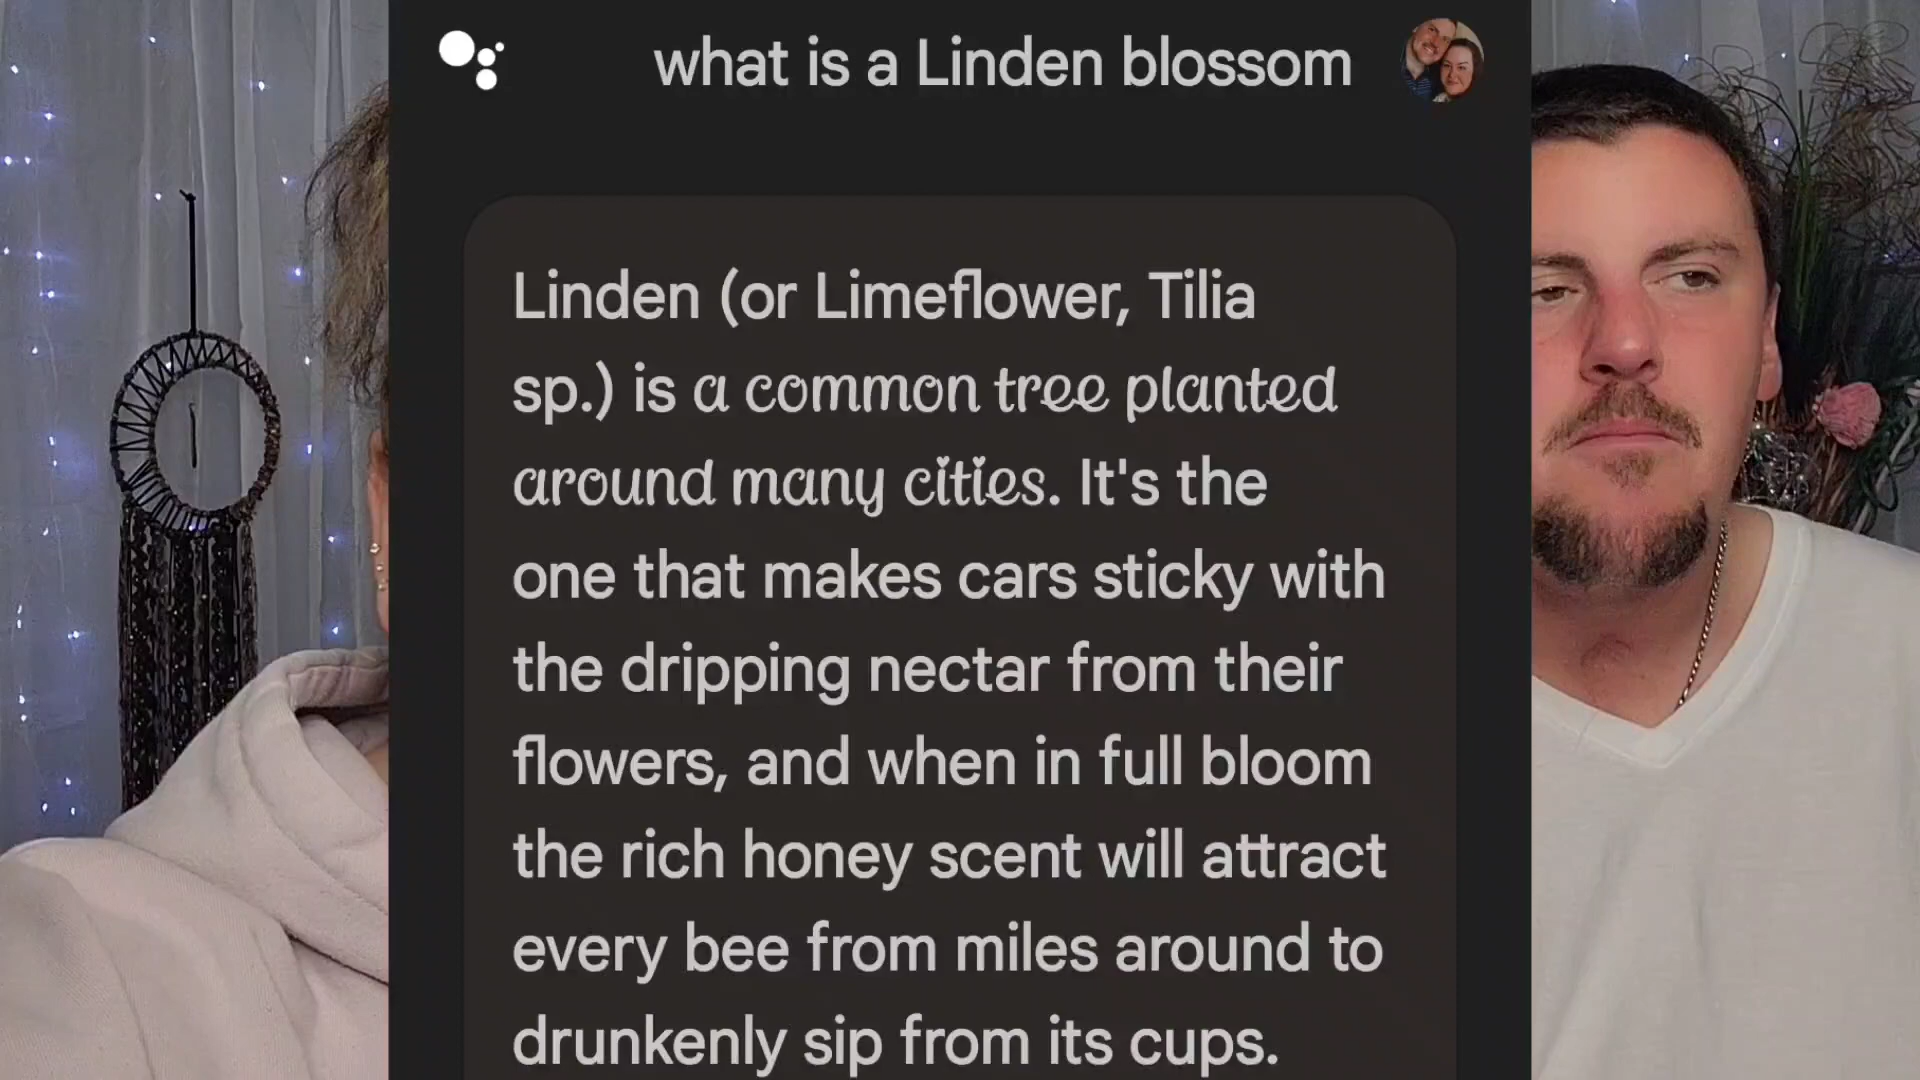 what is a Linden blossom
Linden (or Limeflower, Tilia
sp.) is a common tree planted
around many cities. It's the
one that makes cars sticky with
the dripping nectar from their
flowers, and when in full bloom
the rich honey scent will attract
every bee from miles around to
drunkenly sip from its cups.